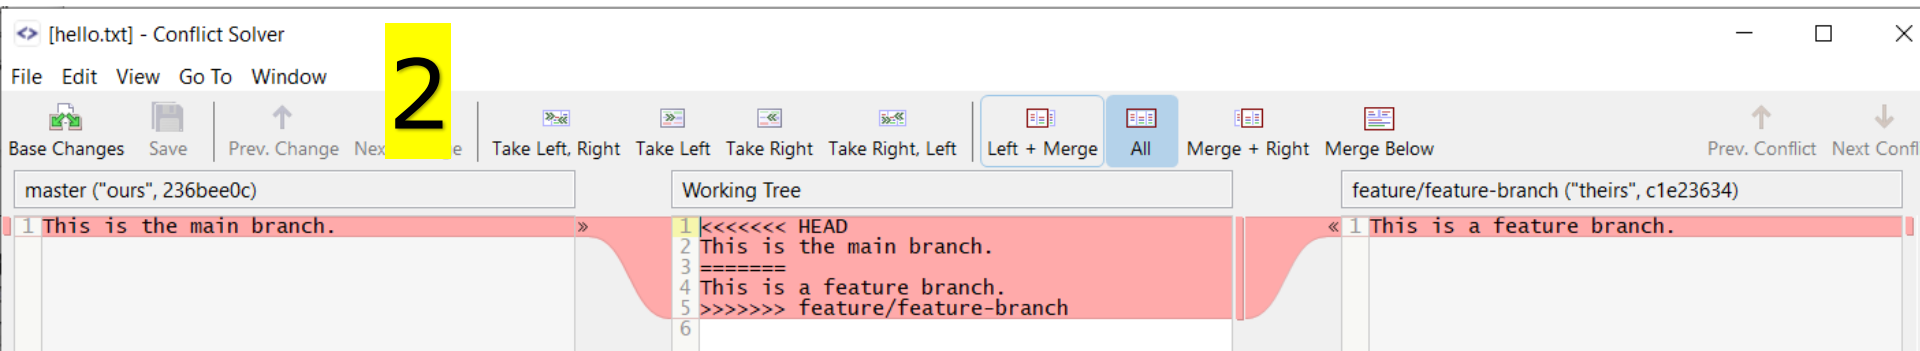 [hello.txt] - Conflict Solver
File Edit View Go To Window
2
Base Changes Save Prev. Change Take Left, Right Take Left Take Right Take Right, Left Left + Merge All Merge + Right Merge Below Prev. Conflict Next
master ("ours", 236bee0c) Working Tree feature/feature-branch ("theirs", c1e23634)
1 This is the main branch. » 1 <<<<<<< HEAD « 1 This is a feature branch.
2 This is the main branch.
3 =======
4 This is a feature branch.
5 >>>>>>> feature/feature-branch
6